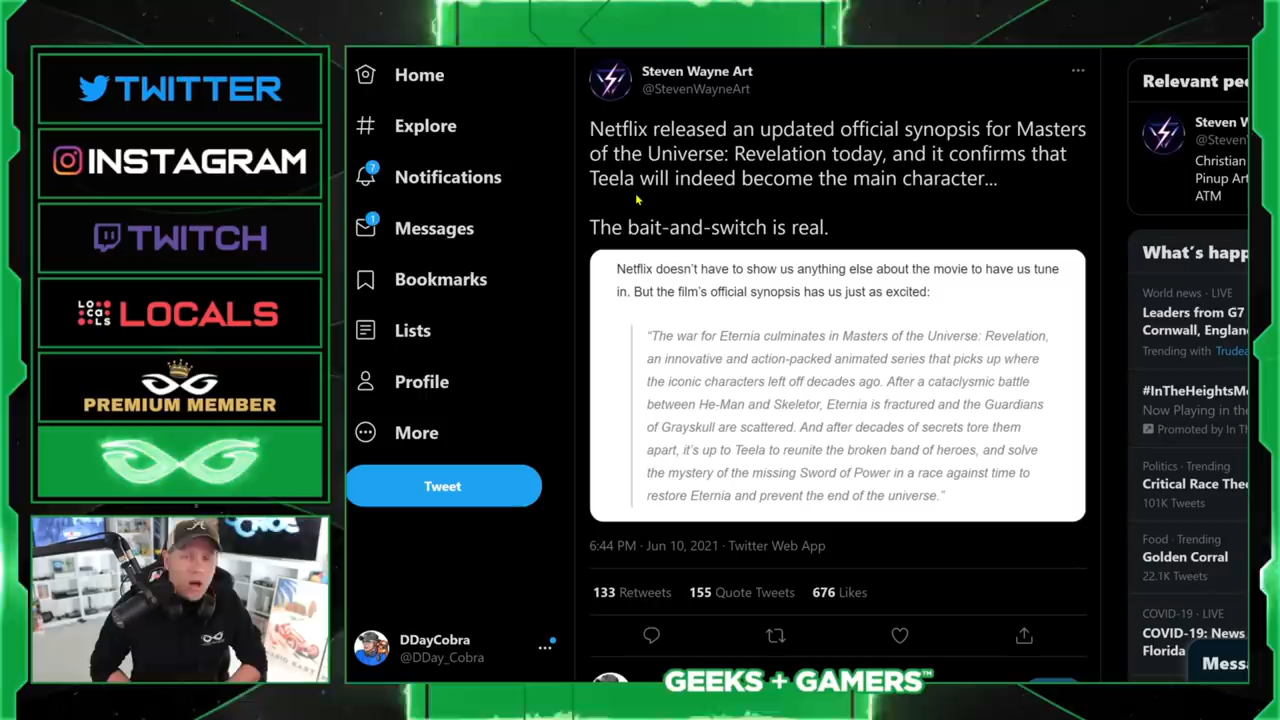 TWITTER
INSTAGRAM
TWITCH
LOCALS
LOCALS
PREMIUM MEMBER
Home
Explore
7
Notifications
1
Messages
Bookmarks
Lists
Profile
More
Tweet
DDayCobra
@DDay_Cobra
Steven Wayne Art
@StevenWayneArt
Netflix released an updated official synopsis for Masters
of the Universe: Revelation today, and it confirms that
Teela will indeed become the main character...
The bait-and-switch is real.
Netflix doesn't have to show us anything else about the movie to have us tune
in. But the film's official synopsis has us just as excited:
“The war for Eternia culminates in Masters of the Universe: Revelation,
an innovative and action-packed animated series that picks up where
the iconic characters left off decades ago. After a cataclysmic battle
between He-Man and Skeletor, Eternia is fractured and the Guardians
of Grayskull are scattered. And after decades of secrets tore them
apart, it's up to Teela to reunite the broken band of heroes, and solve
the mystery of the missing Sword of Power in a race against time to
restore Eternia and prevent the end of the universe.”
6:44 PM · Jun 10, 2021 · Twitter Web App
133 Retweets 155 Quote Tweets 676 Likes
Relevant peo
Steven W
@Steven
Christian
Pinup Ar
ATM
What's happ
World news · LIVE
Leaders from G7
Cornwall, Englan
Trending with Trudea
#InTheHeightsMo
Now Playing in the
Promoted by In Th
Politics · Trending
Critical Race The
101K Tweets
Food · Trending
Golden Corral
22.1K Tweets
COVID-19 · LIVE
COVID-19: News
Florida
Mess
GEEKS + GAMERS™